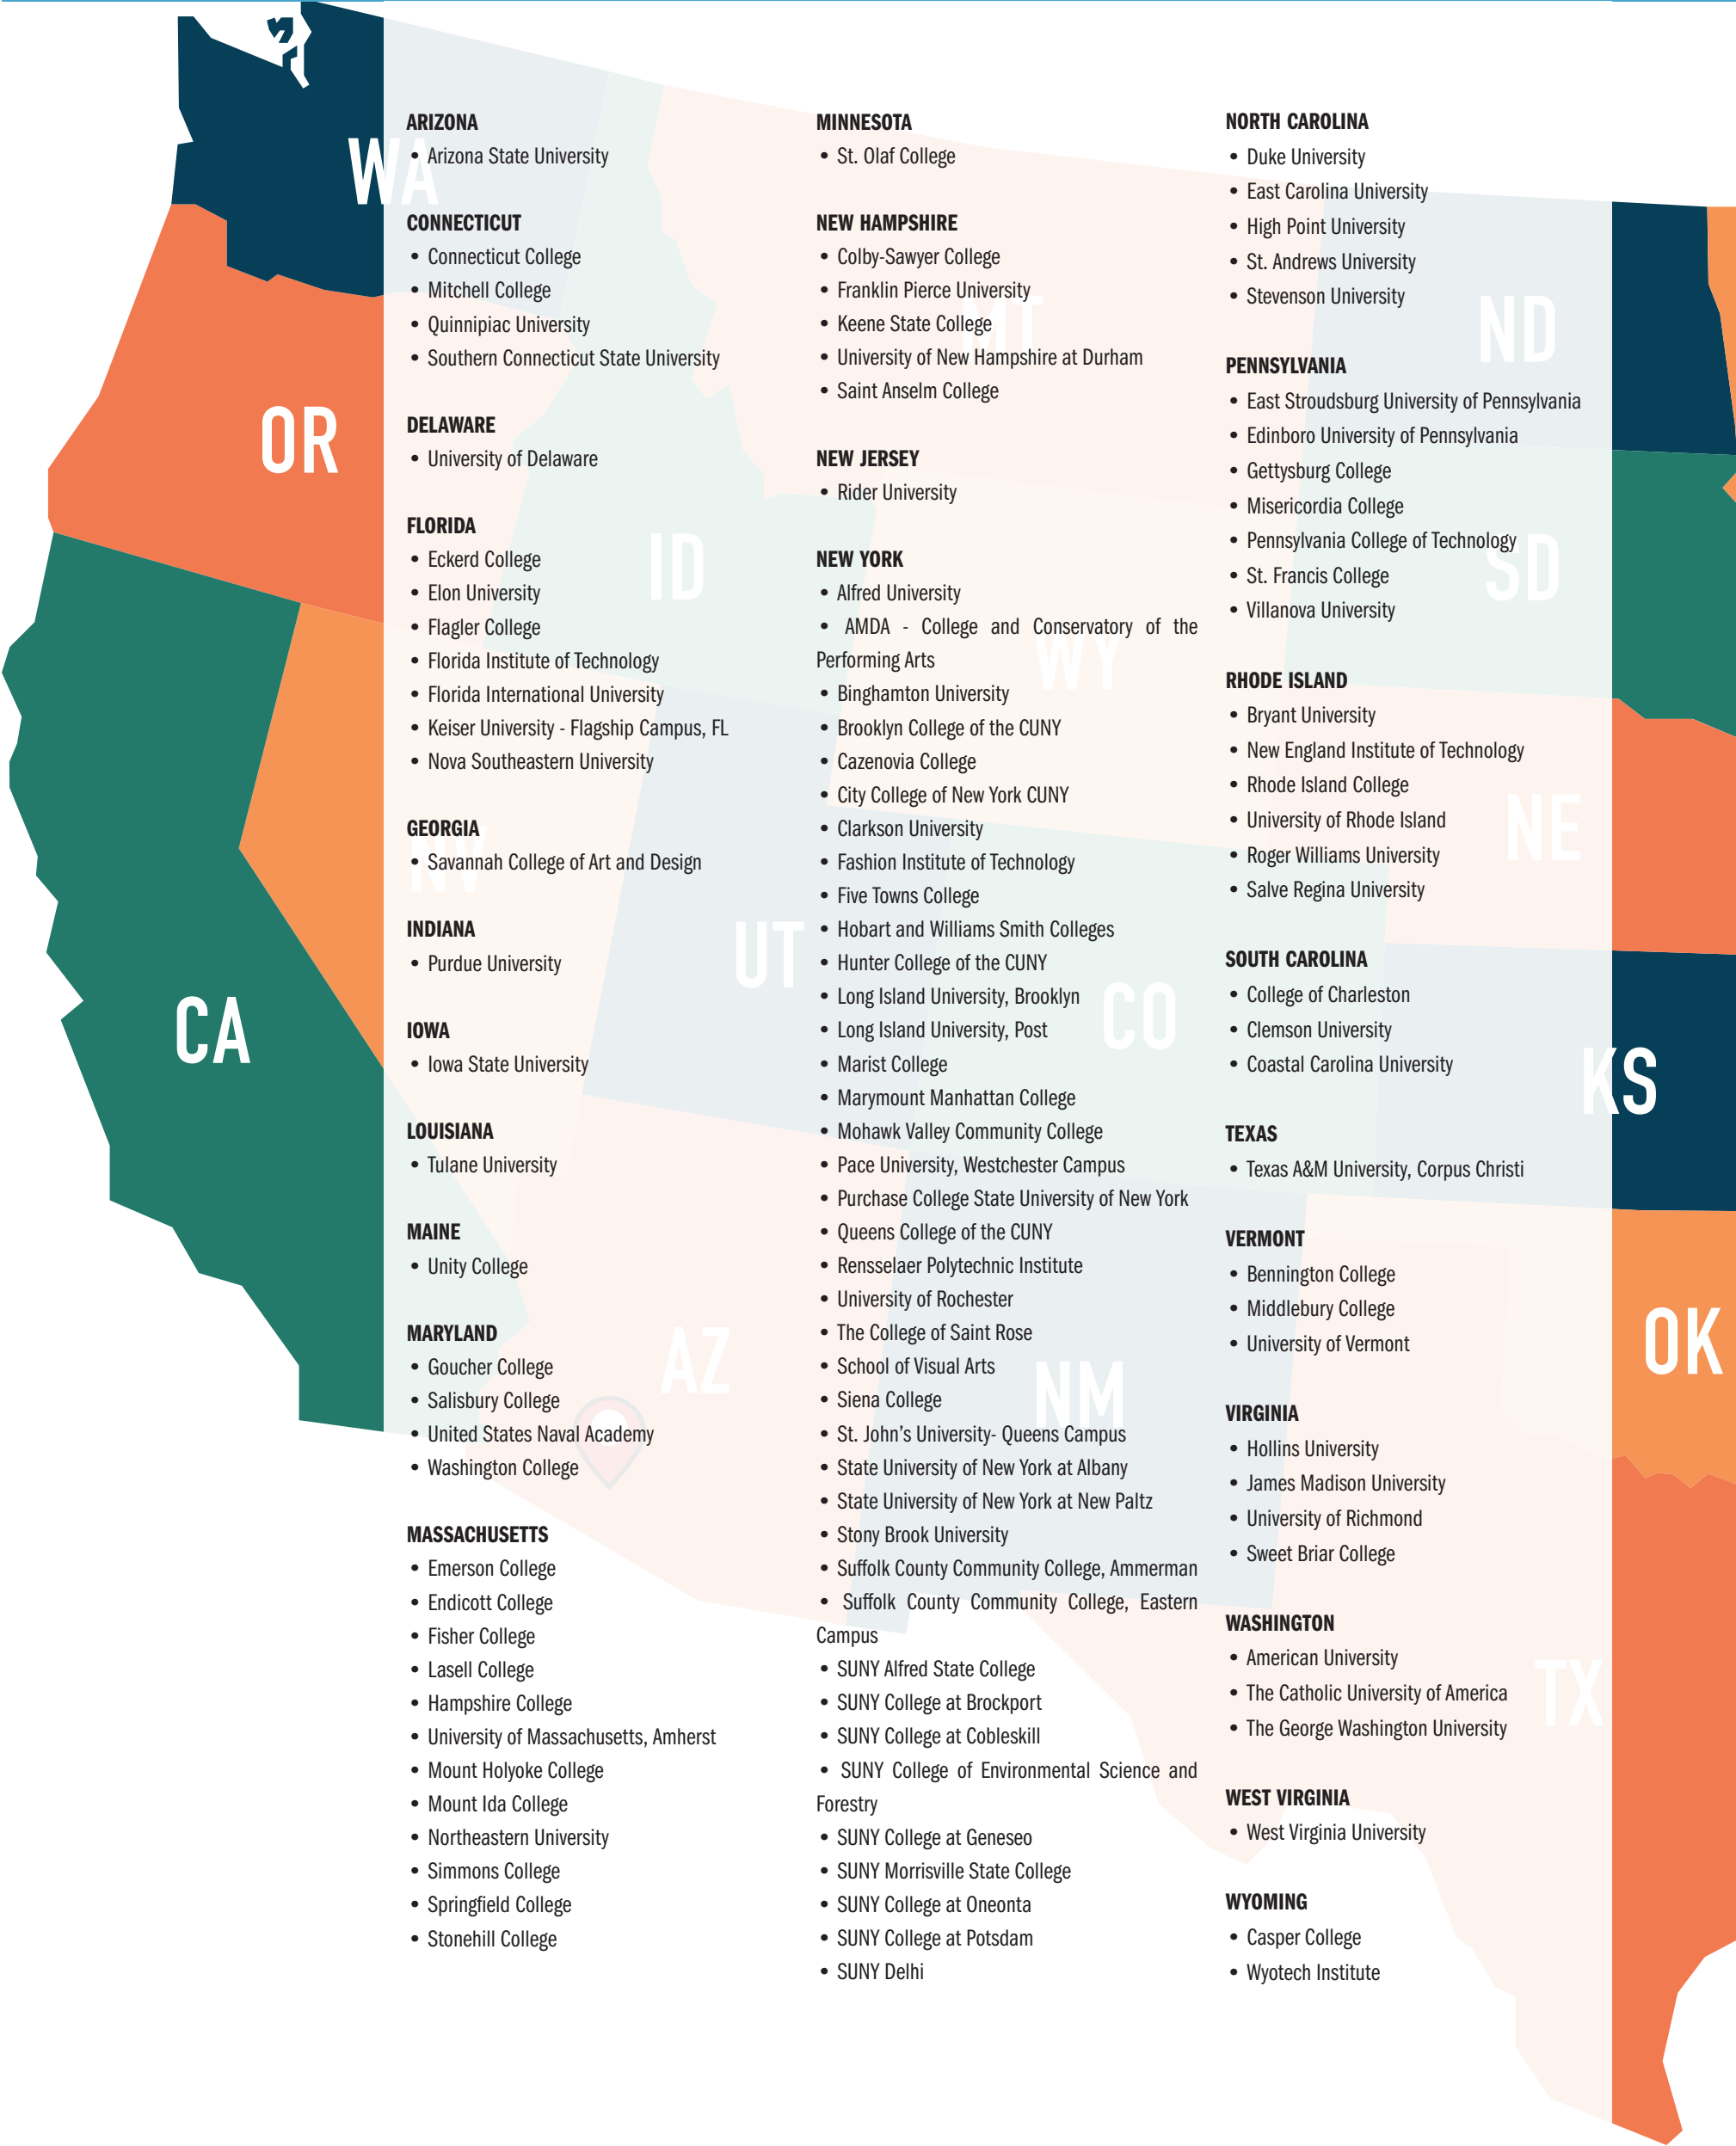 ARIZONA
• Arizona State University
CONNECTICUT
• Connecticut College
• Mitchell College
• Quinnipiac University
• Southern Connecticut State University
DELAWARE
• University of Delaware
FLORIDA
• Eckerd College
• Elon University
• Flagler College
• Florida Institute of Technology
• Florida International University
• Keiser University - Flagship Campus, FL
• Nova Southeastern University
GEORGIA
• Savannah College of Art and Design
INDIANA
• Purdue University
IOWA
• Iowa State University
LOUISIANA
• Tulane University
MAINE
• Unity College
MARYLAND
• Goucher College
• Salisbury College
• United States Naval Academy
• Washington College
MASSACHUSETTS
• Emerson College
• Endicott College
• Fisher College
• Lasell College
• Hampshire College
• University of Massachusetts, Amherst
• Mount Holyoke College
• Mount Ida College
• Northeastern University
• Simmons College
• Springfield College
• Stonehill College
MINNESOTA
• St. Olaf College
NEW HAMPSHIRE
• Colby-Sawyer College
• Franklin Pierce University
• Keene State College
• University of New Hampshire at Durham
• Saint Anselm College
NEW JERSEY
• Rider University
NEW YORK
• Alfred University
• AMDA - College and Conservatory of the
Performing Arts
• Binghamton University
• Brooklyn College of the CUNY
• Cazenovia College
• City College of New York CUNY
• Clarkson University
• Fashion Institute of Technology
• Five Towns College
• Hobart and Williams Smith Colleges
• Hunter College of the CUNY
• Long Island University, Brooklyn
• Long Island University, Post
• Marist College
• Marymount Manhattan College
• Mohawk Valley Community College
• Pace University, Westchester Campus
• Purchase College State University of New York
• Queens College of the CUNY
• Rensselaer Polytechnic Institute
• University of Rochester
• The College of Saint Rose
• School of Visual Arts
• Siena College
• St. John's University- Queens Campus
• State University of New York at Albany
• State University of New York at New Paltz
• Stony Brook University
• Suffolk County Community College, Ammerman
• Suffolk County Community College, Eastern
Campus
• SUNY Alfred State College
• SUNY College at Brockport
• SUNY College at Cobleskill
• SUNY College of Environmental Science and
Forestry
• SUNY College at Geneseo
• SUNY Morrisville State College
• SUNY College at Oneonta
• SUNY College at Potsdam
• SUNY Delhi
NORTH CAROLINA
• Duke University
• East Carolina University
• High Point University
• St. Andrews University
• Stevenson University
PENNSYLVANIA
• East Stroudsburg University of Pennsylvania
• Edinboro University of Pennsylvania
• Gettysburg College
• Misericordia College
• Pennsylvania College of Technology
• St. Francis College
• Villanova University
RHODE ISLAND
• Bryant University
• New England Institute of Technology
• Rhode Island College
• University of Rhode Island
• Roger Williams University
• Salve Regina University
SOUTH CAROLINA
• College of Charleston
• Clemson University
• Coastal Carolina University
TEXAS
• Texas A&M University, Corpus Christi
VERMONT
• Bennington College
• Middlebury College
• University of Vermont
VIRGINIA
• Hollins University
• James Madison University
• University of Richmond
• Sweet Briar College
WASHINGTON
• American University
• The Catholic University of America
• The George Washington University
WEST VIRGINIA
• West Virginia University
WYOMING
• Casper College
• Wyotech Institute
WA
OR
CA
NV
ID
UT
AZ
MT
WY
CO
NM
ND
SD
NE
KS
OK
TX